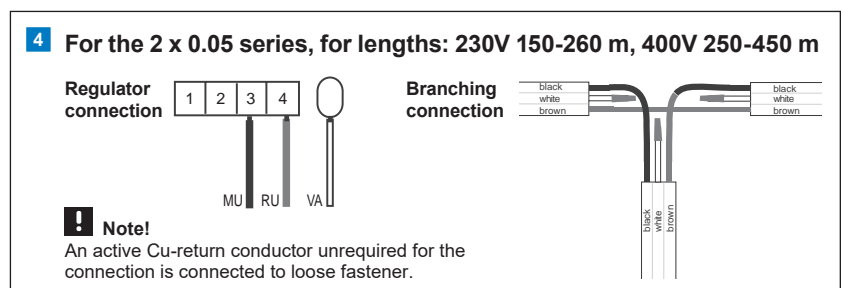 4 For the 2 x 0.05 series, for lengths: 230V 150-260 m, 400V 250-450 m
Regulator
connection
1 2 3 4
MU RU VA
Branching
connection
black
white
brown
black
white
brown
black
white
brown
! Note!
An active Cu-return conductor unrequired for the
connection is connected to loose fastener.